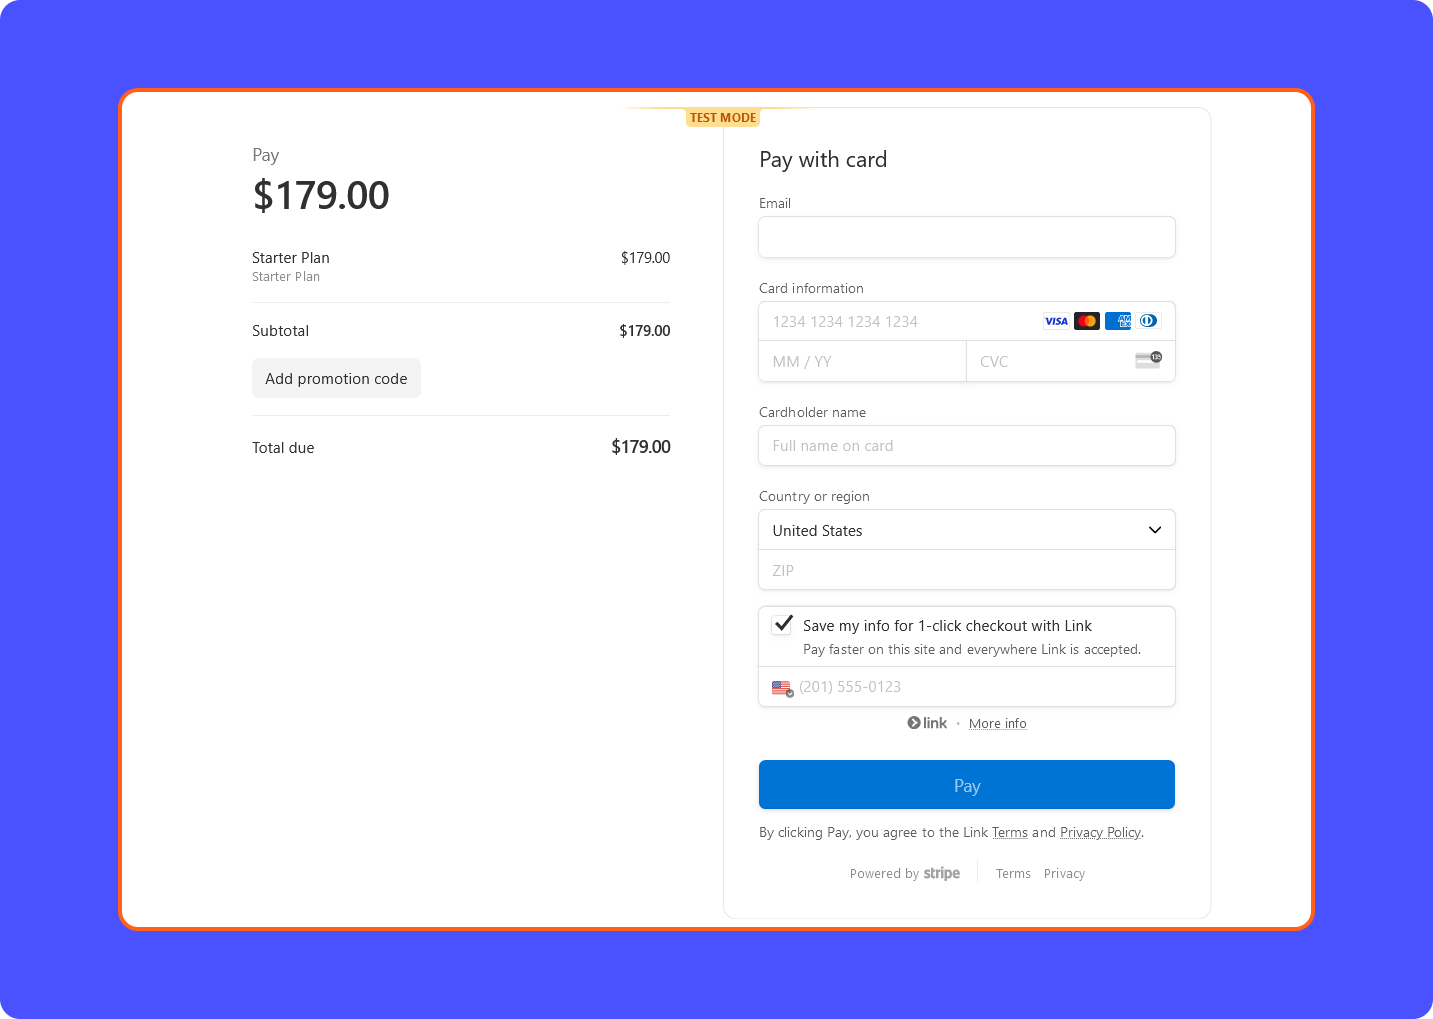 TEST MODE
Pay
$179.00
Starter Plan $179.00
Starter Plan
Subtotal $179.00
Add promotion code
Total due $179.00
Pay with card
Email
Card information
1234 1234 1234 1234 VISA AM EX
MM / YY CVC 135
Cardholder name
Full name on card
Country or region
United States
ZIP
Save my info for 1-click checkout with Link
Pay faster on this site and everywhere Link is accepted.
(201) 555-0123
link · More info
Pay
By clicking Pay, you agree to the Link Terms and Privacy Policy.
Powered by stripe Terms Privacy